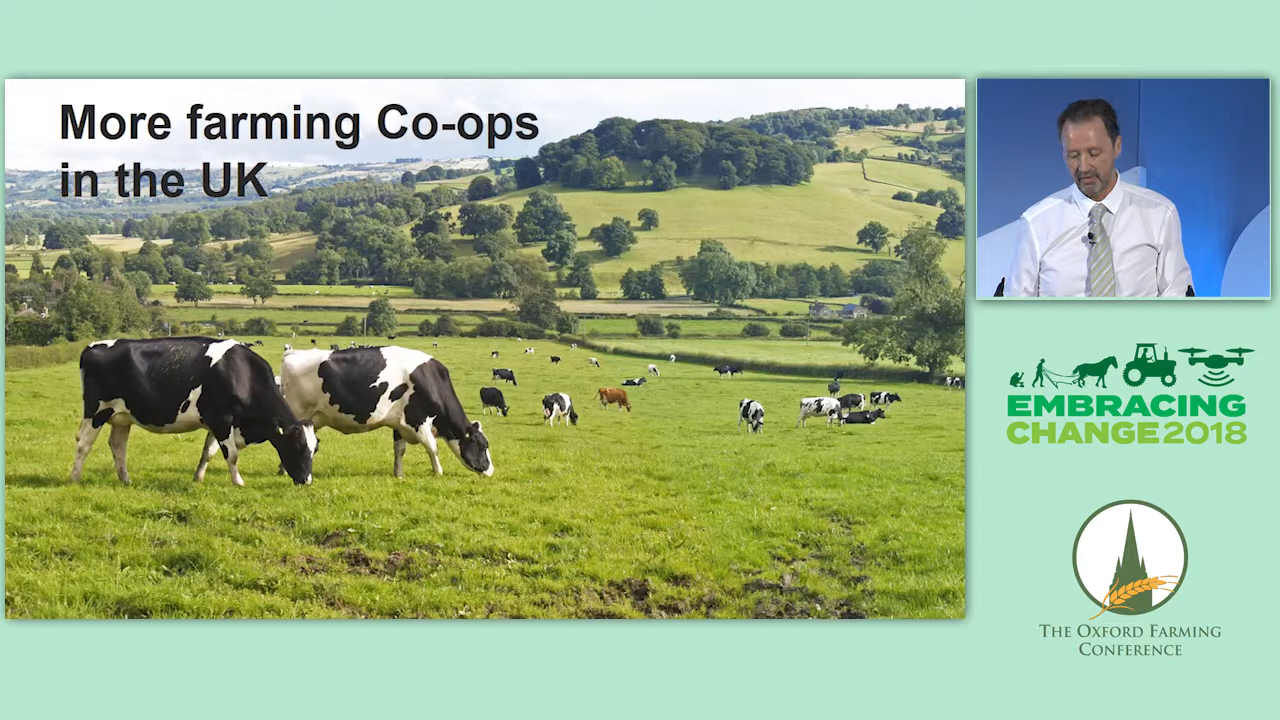 More farming Co-ops
in the UK
EMBRACING
CHANGE2018
THE OXFORD FARMING
CONFERENCE